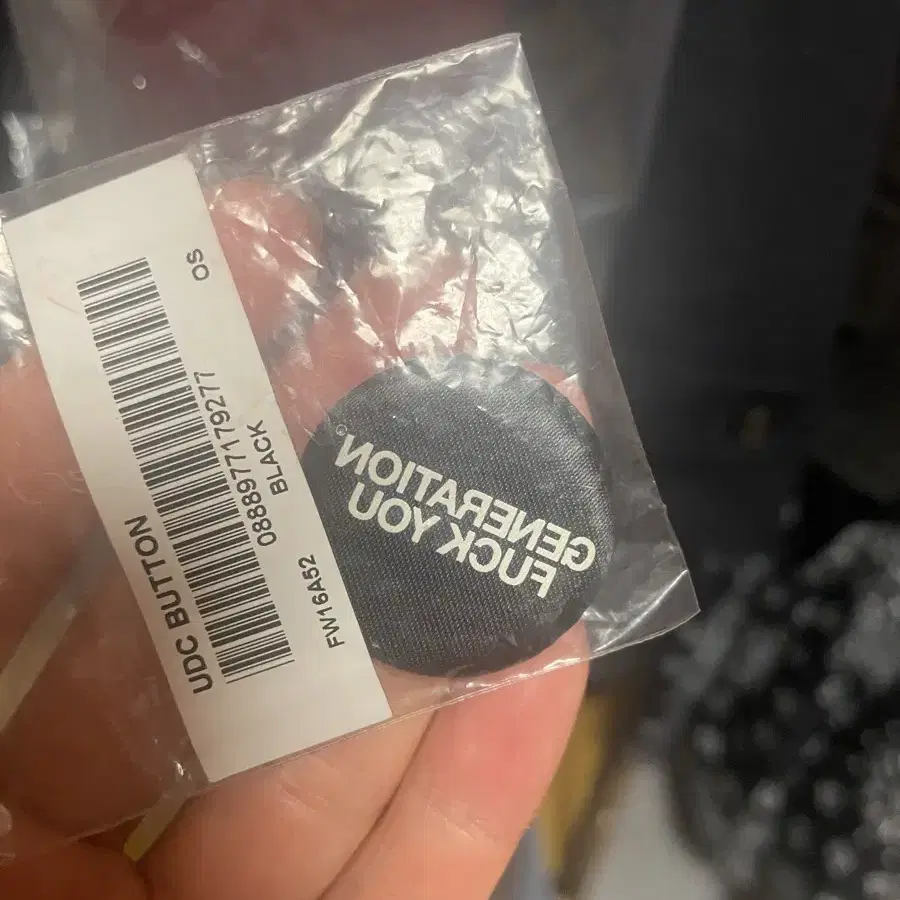 UDC BUTTON
0888977179277
FW16A52 BLACK OS
GENERATION
FUCK YOU